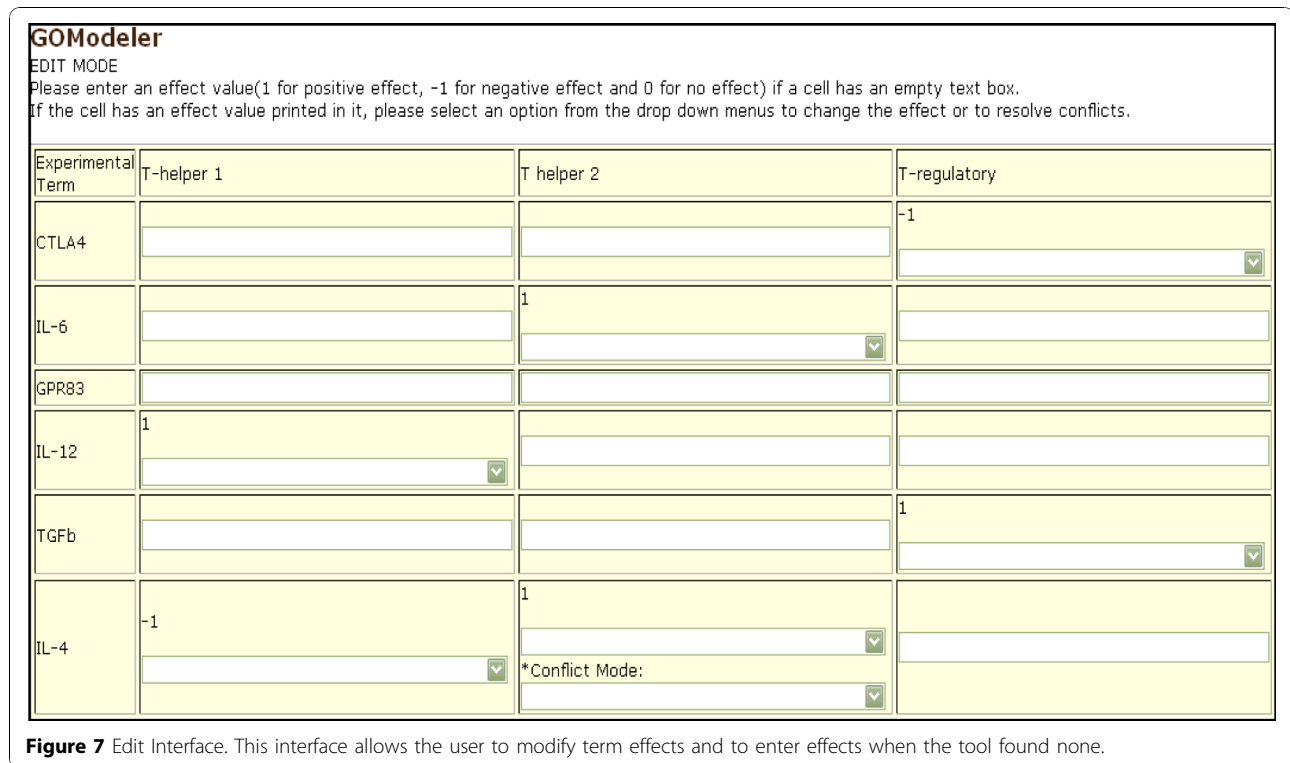 GOModeler
EDIT MODE
Please enter an effect value(1 for positive effect, -1 for negative effect and 0 for no effect) if a cell has an empty text box.
If the cell has an effect value printed in it, please select an option from the drop down menus to change the effect or to resolve conflicts.
Experimental Term T-helper 1 T helper 2 T-regulatory
CTLA4 -1
IL-6 1
GPR83
IL-12 1
TGFb 1
IL-4 -1 1
*Conflict Mode:
Figure 7 Edit Interface. This interface allows the user to modify term effects and to enter effects when the tool found none.